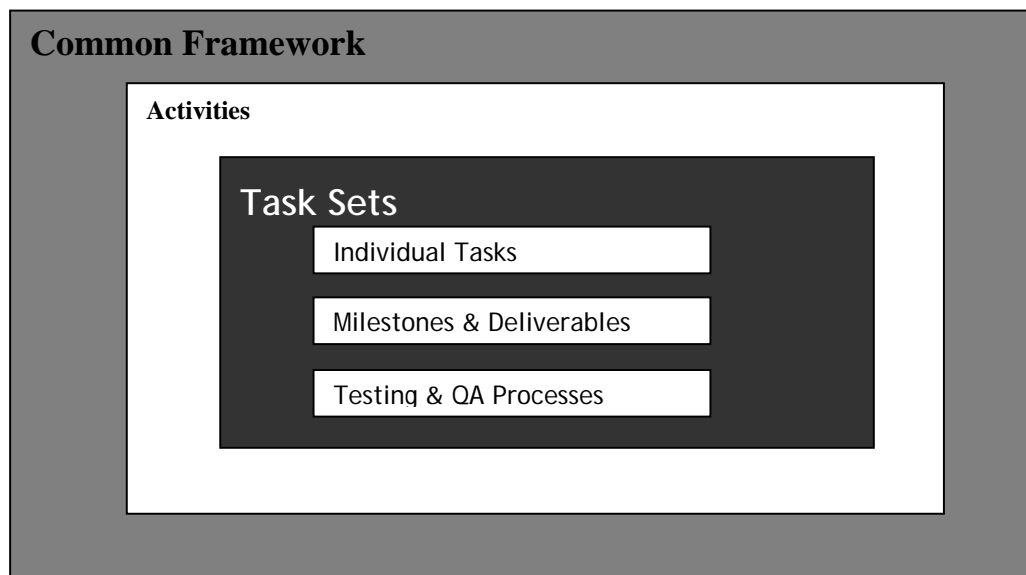 Common Framework
Activities
Task Sets
Individual Tasks
Milestones & Deliverables
Testing & QA Processes